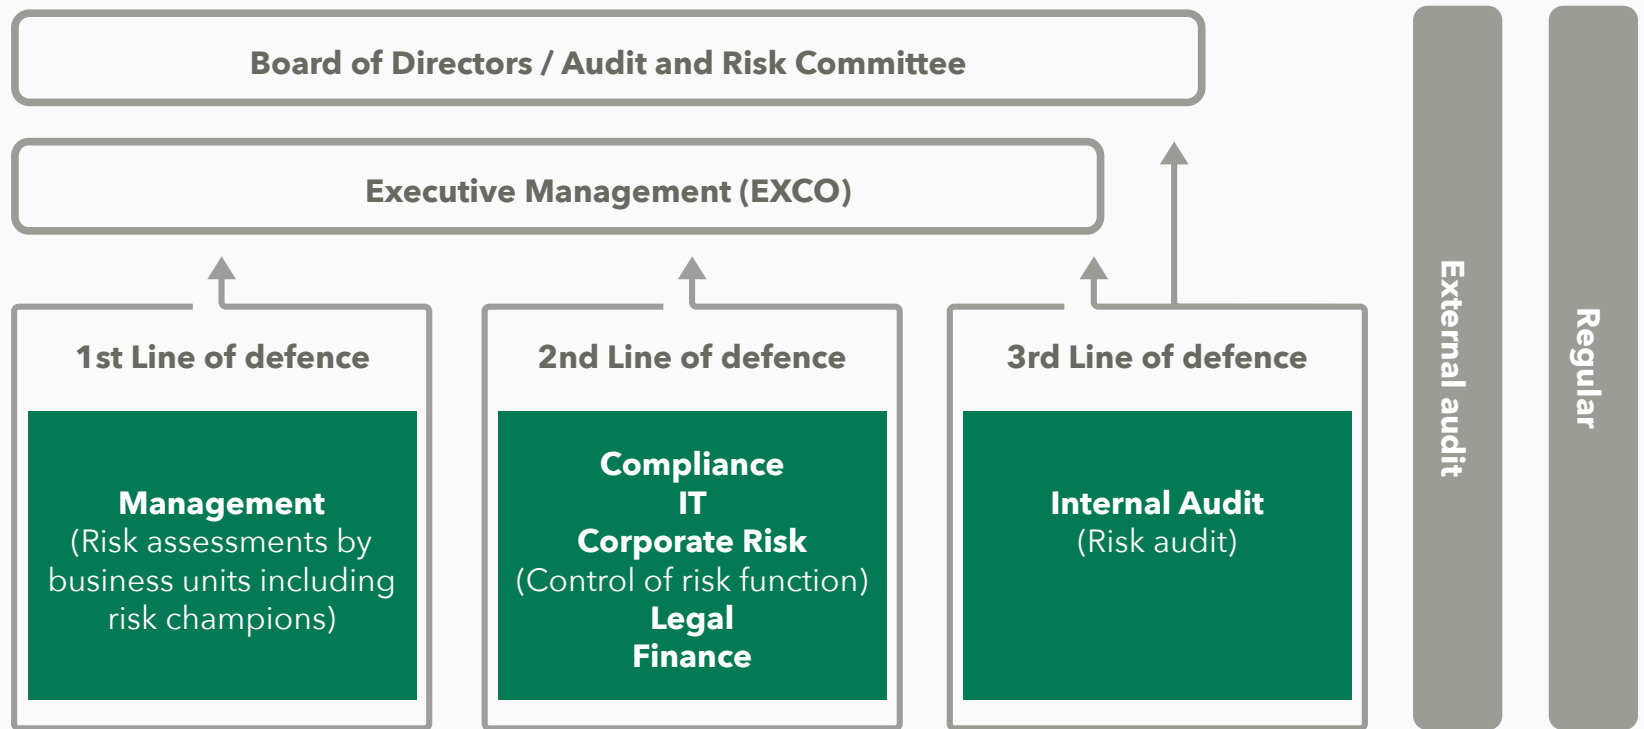 Board of Directors / Audit and Risk Committee
Executive Management (EXCO)
1st Line of defence
Management
(Risk assessments by
business units including
risk champions)
2nd Line of defence
Compliance
IT
Corporate Risk
(Control of risk function)
Legal
Finance
3rd Line of defence
Internal Audit
(Risk audit)
External audit
Regular